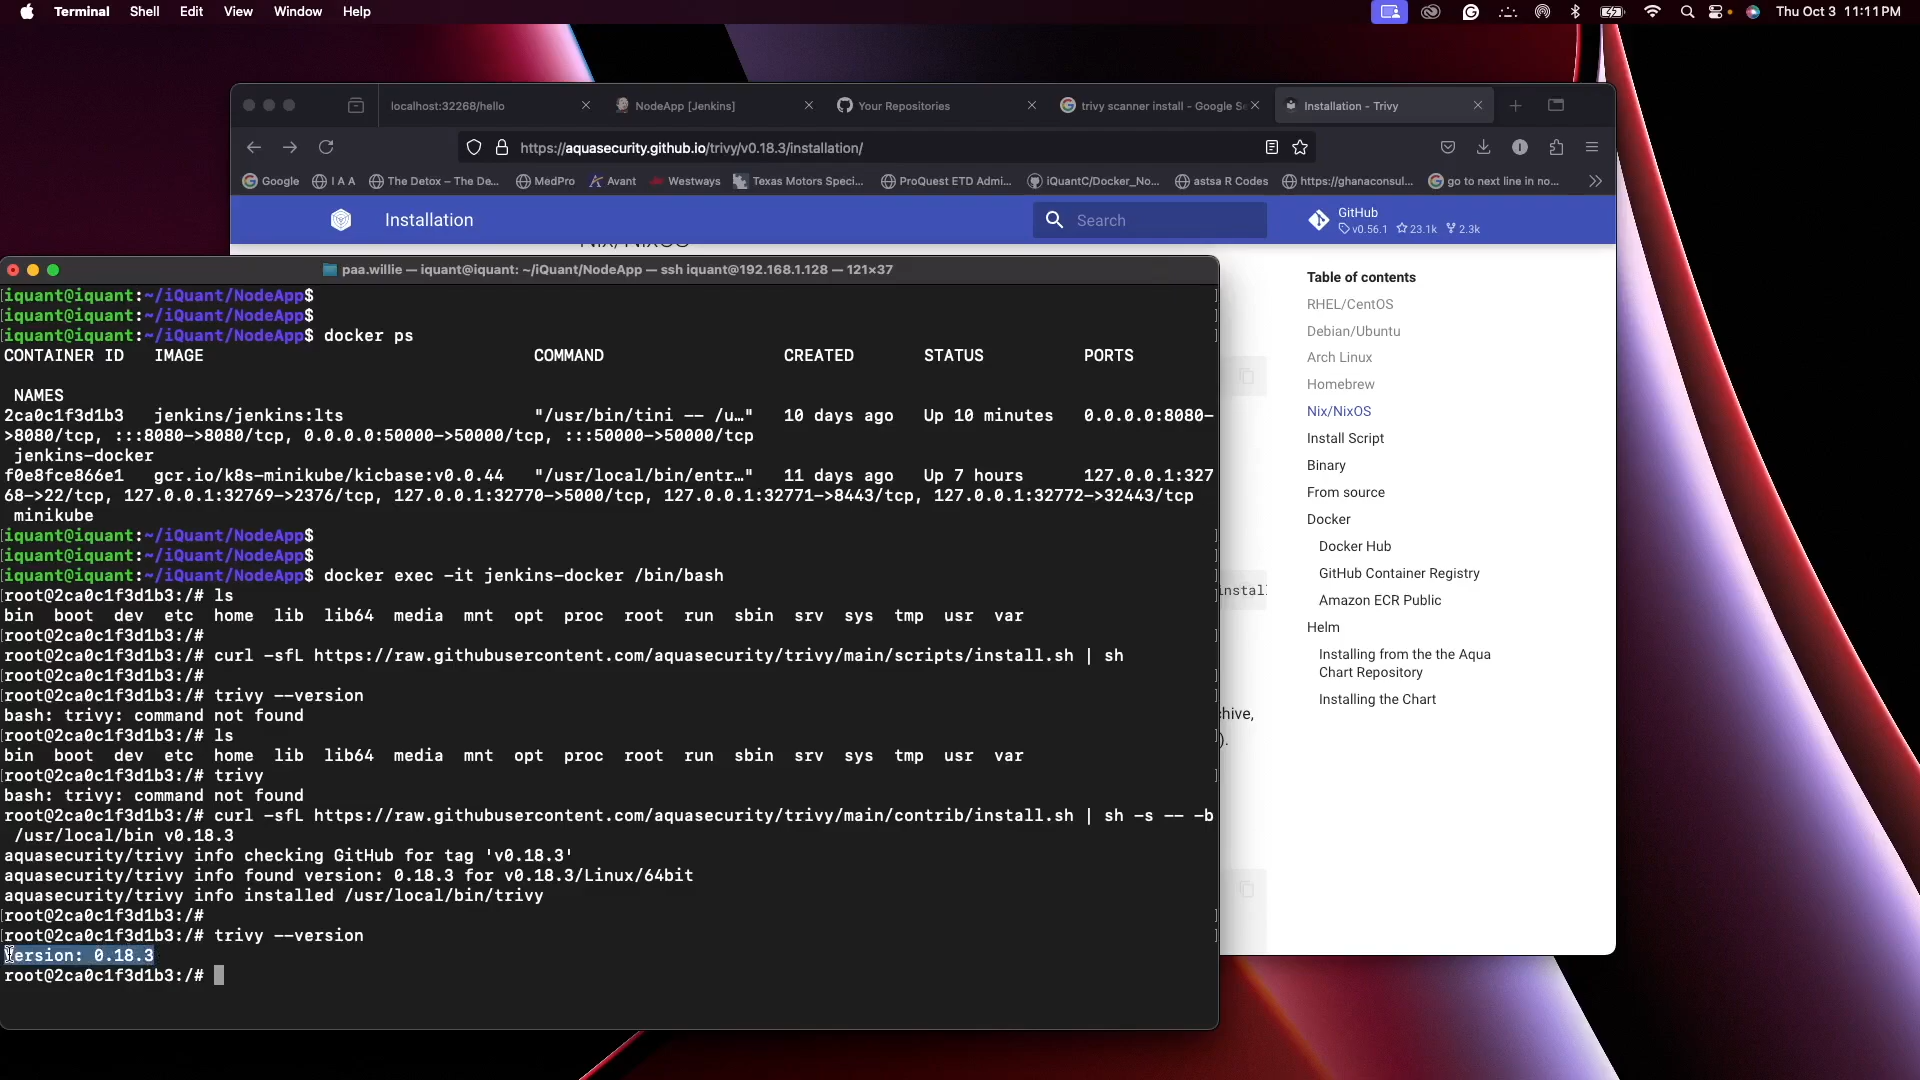 Terminal Shell Edit View Window Help Thu Oct 3 11:11 PM
localhost:32268/hello NodeApp [Jenkins] Your Repositories trivy scanner install - Google Se Installation - Trivy
https://aquasecurity.github.io/trivy/v0.18.3/installation/
Google I A A The Detox – The De... MedPro Avant Westways Texas Motors Speci... ProQuest ETD Admi... iQuantC/Docker_No... astsa R Codes https://ghanaconsul... go to next line in no...
Installation Search GitHub
v0.56.1 23.1k 2.3k
Nix/NixOS
paa.willie — iquant@iquant: ~/iQuant/NodeApp — ssh iquant@192.168.1.128 — 121×37
[iquant@iquant:~/iQuant/NodeApp$ ]
[iquant@iquant:~/iQuant/NodeApp$ ]
[iquant@iquant:~/iQuant/NodeApp$ docker ps ]
CONTAINER ID IMAGE COMMAND CREATED STATUS PORTS
NAMES
2ca0c1f3d1b3 jenkins/jenkins:lts "/usr/bin/tini -- /u…" 10 days ago Up 10 minutes 0.0.0.0:8080-
>8080/tcp, :::8080->8080/tcp, 0.0.0.0:50000->50000/tcp, :::50000->50000/tcp
jenkins-docker
f0e8fce866e1 gcr.io/k8s-minikube/kicbase:v0.0.44 "/usr/local/bin/entr…" 11 days ago Up 7 hours 127.0.0.1:327
68->22/tcp, 127.0.0.1:32769->2376/tcp, 127.0.0.1:32770->5000/tcp, 127.0.0.1:32771->8443/tcp, 127.0.0.1:32772->32443/tcp
minikube
[iquant@iquant:~/iQuant/NodeApp$ ]
[iquant@iquant:~/iQuant/NodeApp$ ]
[iquant@iquant:~/iQuant/NodeApp$ docker exec -it jenkins-docker /bin/bash ]
[root@2ca0c1f3d1b3:/# ls ]
bin boot dev etc home lib lib64 media mnt opt proc root run sbin srv sys tmp usr var
[root@2ca0c1f3d1b3:/# ]
root@2ca0c1f3d1b3:/# curl -sfL https://raw.githubusercontent.com/aquasecurity/trivy/main/scripts/install.sh | sh
[root@2ca0c1f3d1b3:/# ]
[root@2ca0c1f3d1b3:/# trivy --version ]
bash: trivy: command not found
[root@2ca0c1f3d1b3:/# ls ]
bin boot dev etc home lib lib64 media mnt opt proc root run sbin srv sys tmp usr var
[root@2ca0c1f3d1b3:/# trivy ]
bash: trivy: command not found
root@2ca0c1f3d1b3:/# curl -sfL https://raw.githubusercontent.com/aquasecurity/trivy/main/contrib/install.sh | sh -s -- -b
/usr/local/bin v0.18.3
aquasecurity/trivy info checking GitHub for tag 'v0.18.3'
aquasecurity/trivy info found version: 0.18.3 for v0.18.3/Linux/64bit
aquasecurity/trivy info installed /usr/local/bin/trivy
[root@2ca0c1f3d1b3:/# ]
[root@2ca0c1f3d1b3:/# trivy --version ]
Version: 0.18.3
root@2ca0c1f3d1b3:/#
instal
chive,
).
Table of contents
RHEL/CentOS
Debian/Ubuntu
Arch Linux
Homebrew
Nix/NixOS
Install Script
Binary
From source
Docker
Docker Hub
GitHub Container Registry
Amazon ECR Public
Helm
Installing from the the Aqua
Chart Repository
Installing the Chart